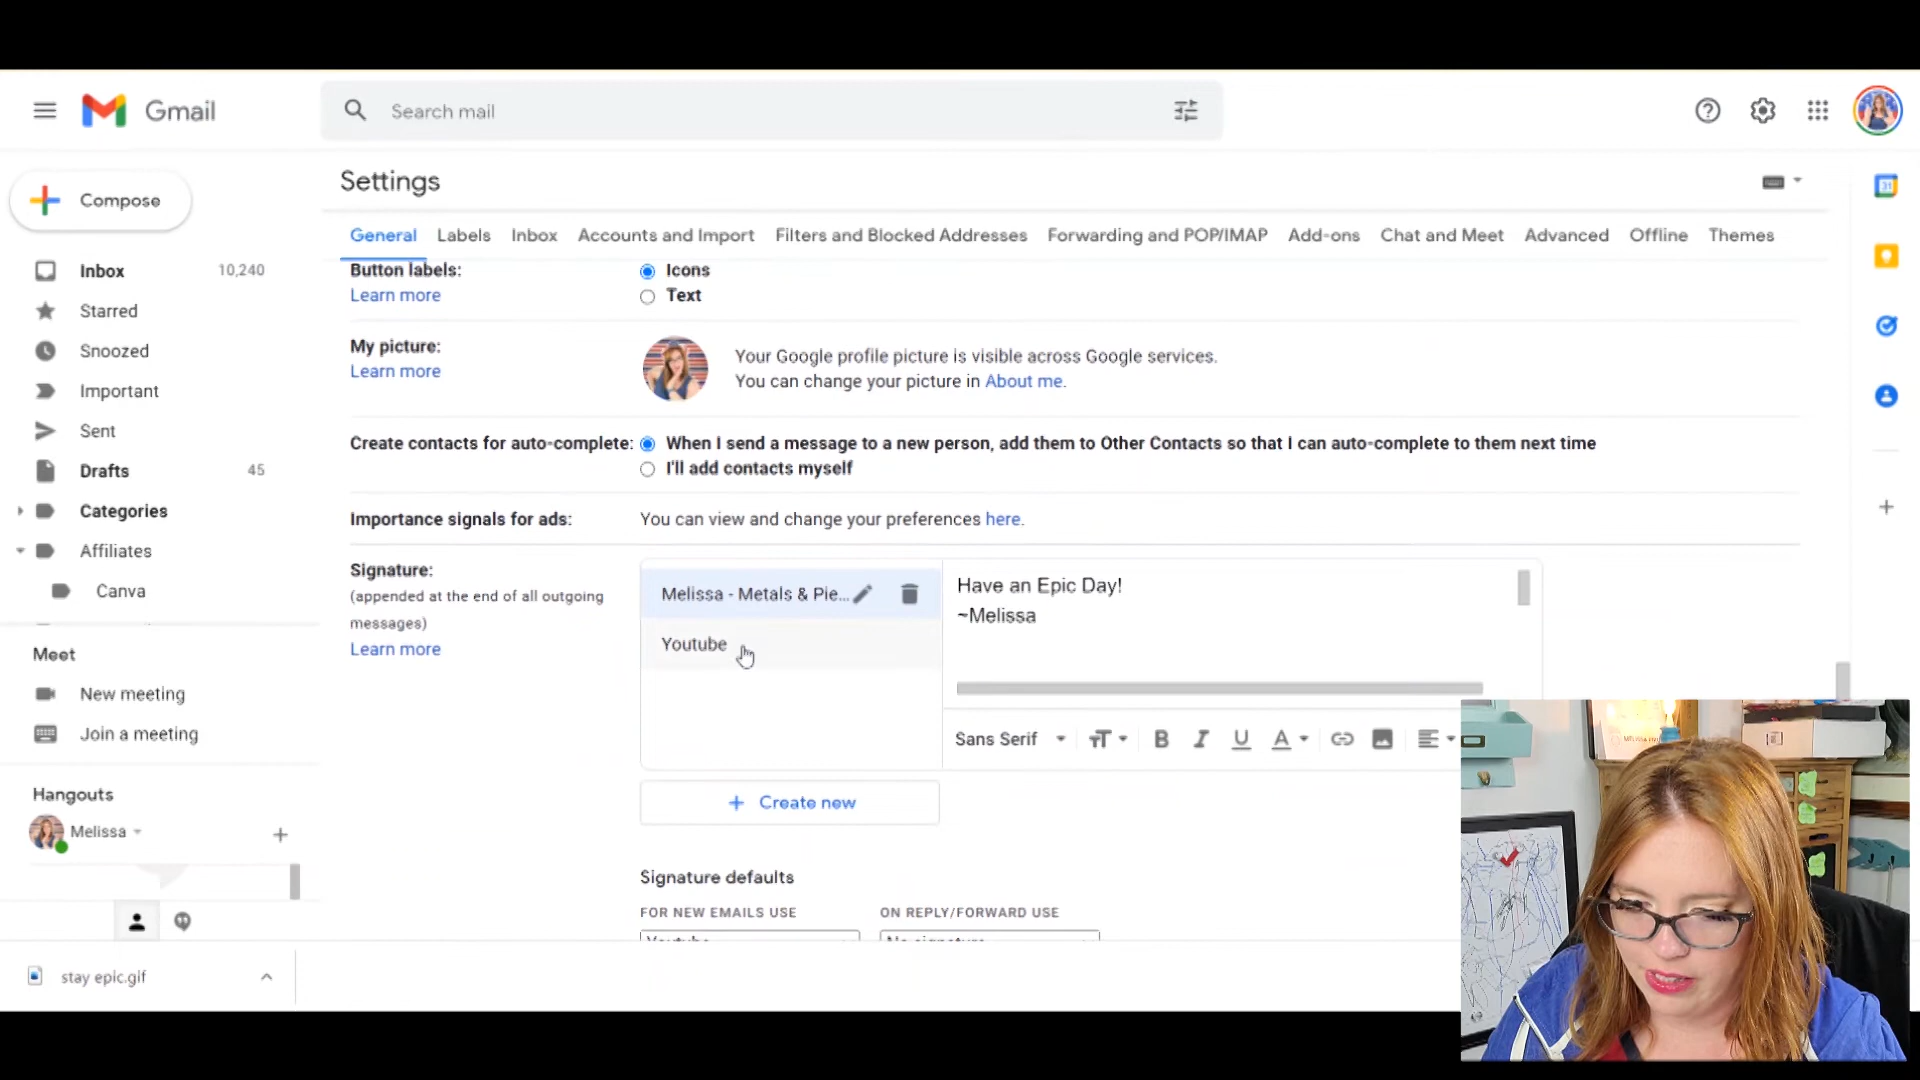 Gmail
Search mail
Compose
Settings
General Labels Inbox Accounts and Import Filters and Blocked Addresses Forwarding and POP/IMAP Add-ons Chat and Meet Advanced Offline Themes
Inbox 10,240
Starred
Snoozed
Important
Sent
Drafts 45
Categories
Affiliates
Canva
Meet
New meeting
Join a meeting
Hangouts
Melissa
Button labels:
Learn more
Icons
Text
My picture:
Learn more
Your Google profile picture is visible across Google services.
You can change your picture in About me.
Create contacts for auto-complete:
When I send a message to a new person, add them to Other Contacts so that I can auto-complete to them next time
I'll add contacts myself
Importance signals for ads:
You can view and change your preferences here.
Signature:
(appended at the end of all outgoing
messages)
Learn more
Melissa - Metals & Pie...
Youtube
Have an Epic Day!
~Melissa
Sans Serif
Create new
Signature defaults
FOR NEW EMAILS USE ON REPLY/FORWARD USE
Youtube No signature
stay epic.gif
31